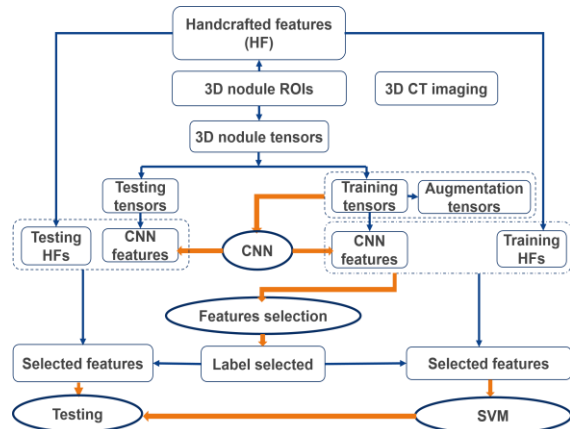 Handcrafted features
(HF)
3D nodule ROIs
3D CT imaging
3D nodule tensors
Testing
tensors
Training
tensors
Augmentation
tensors
Testing
HFs
CNN
features
CNN
CNN
features
Training
HFs
Features selection
Selected features
Label selected
Selected features
Testing
SVM